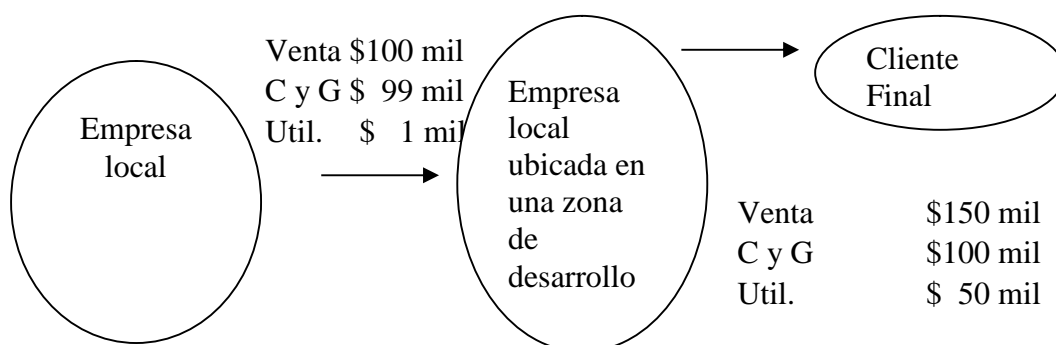 Empresa
local
Venta $100 mil
C y G $ 99 mil
Util. $ 1 mil
Empresa
local
ubicada en
una zona
de
desarrollo
Cliente
Final
Venta $150 mil
C y G $100 mil
Util. $ 50 mil